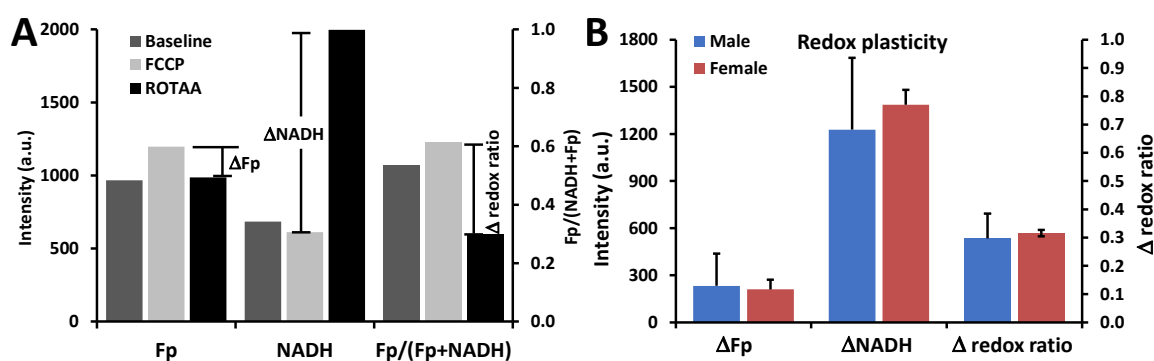 A
Baseline
FCCP
ROTAA
Intensity (a.u.)
2000
1500
1000
500
0
ΔFp
ΔNADH
Δ redox ratio
1.0
0.8
0.6
0.4
0.2
0.0
Fp/(NADH+Fp)
Fp
NADH
Fp/(Fp+NADH)
B
Redox plasticity
Male
Female
Intensity (a.u.)
1800
1500
1200
900
600
300
0
1.0
0.9
0.8
0.7
0.6
0.5
0.4
0.3
0.2
0.1
0.0
Δ redox ratio
ΔFp
ΔNADH
Δ redox ratio